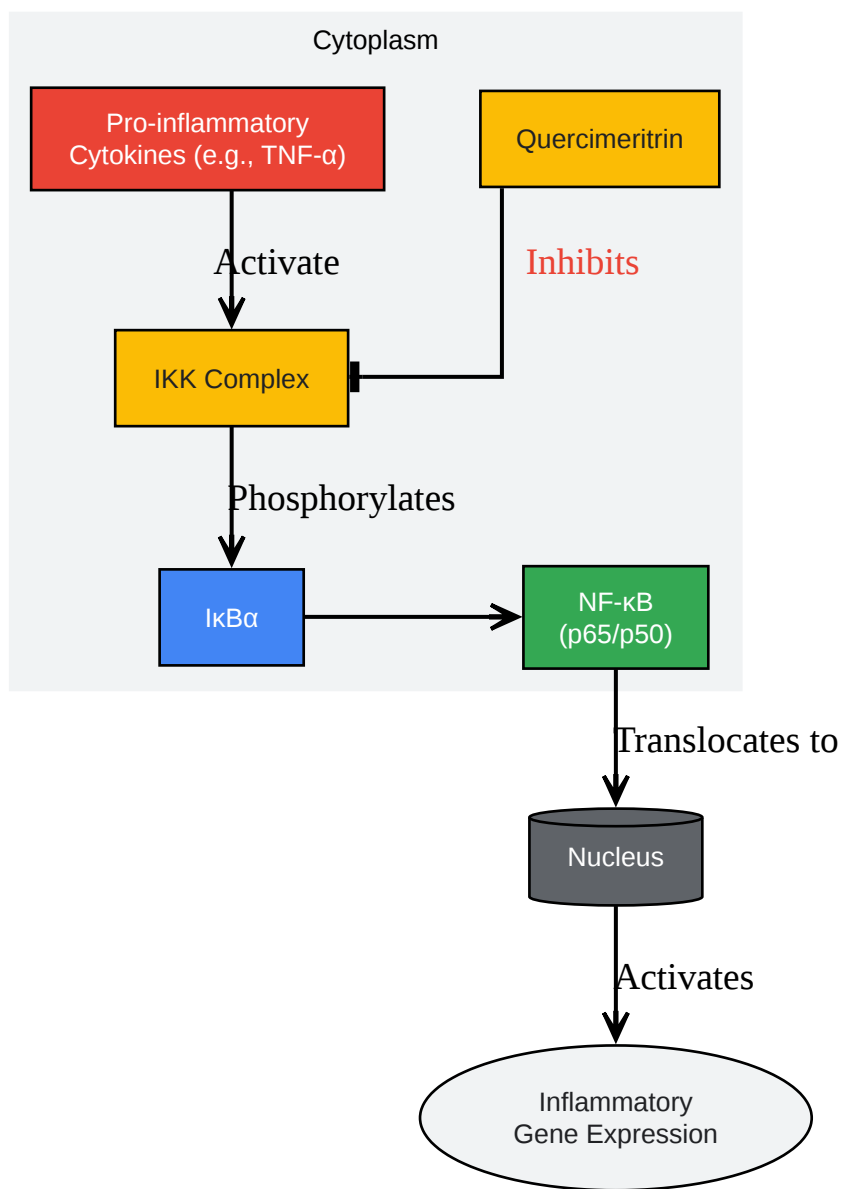 Cytoplasm
Pro-inflammatory
Cytokines (e.g., TNF-α)
Quercimeritrin
Activate
Inhibits
IKK Complex
Phosphorylates
IκBα
NF-κB
(p65/p50)
Translocates to
Nucleus
Activates
Inflammatory
Gene Expression